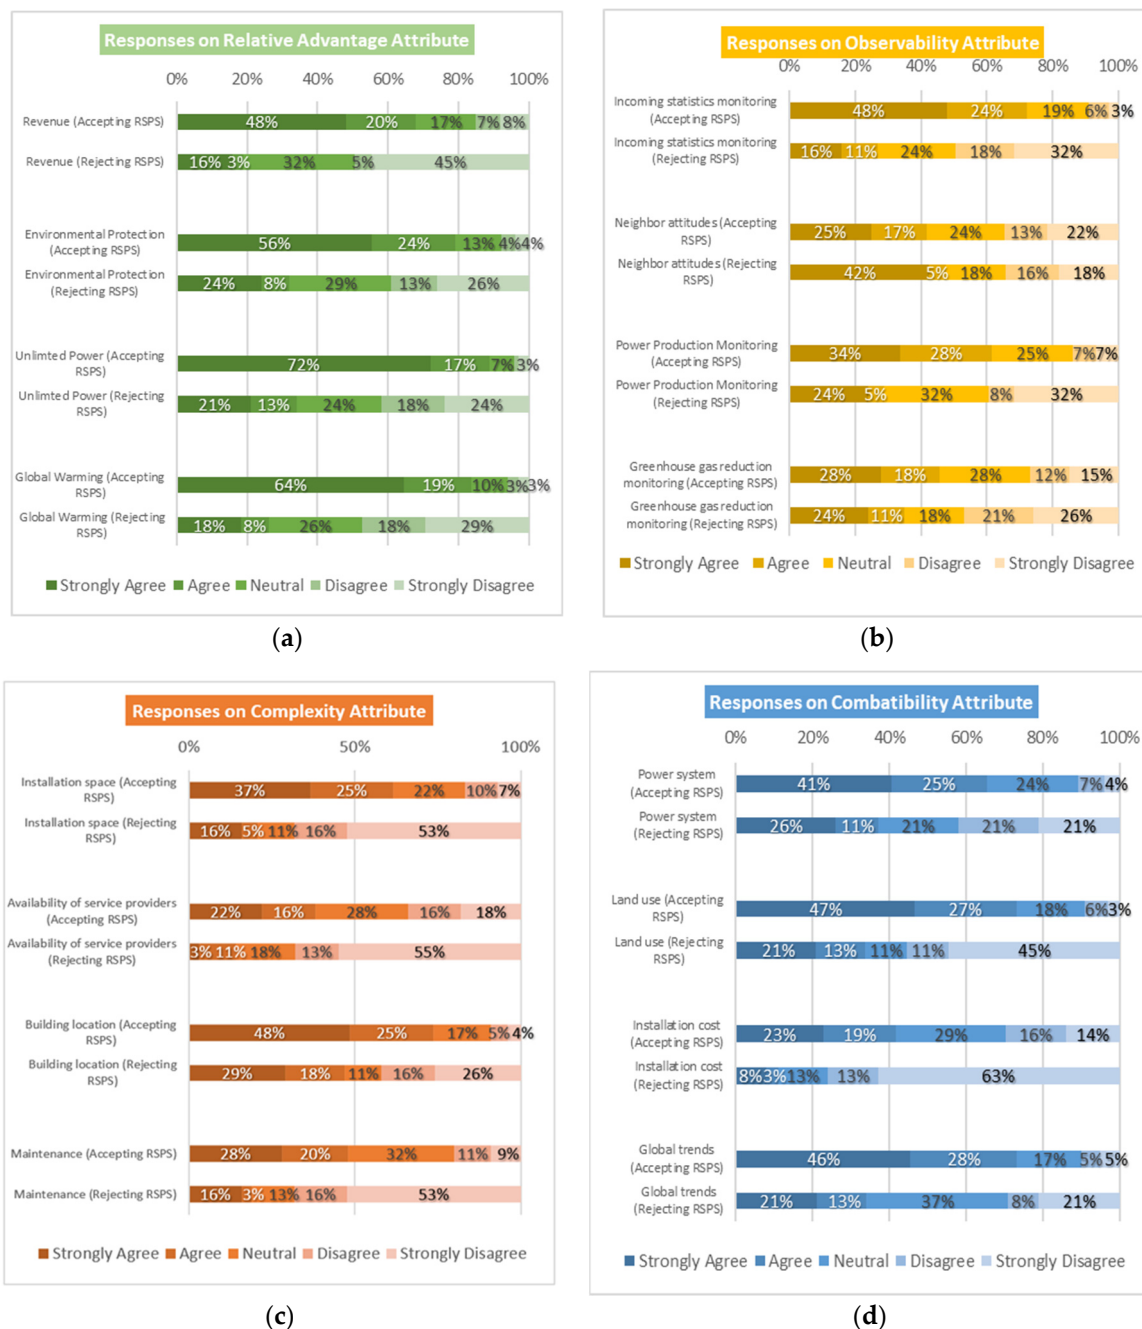 Responses on Relative Advantage Attribute
0% 20% 40% 60% 80% 100%
Revenue (Accepting RSPS) 48% 20% 17% 7% 8%
Revenue (Rejecting RSPS) 16% 3% 32% 5% 45%
Environmental Protection
(Accepting RSPS) 56% 24% 13% 4% 4%
Environmental Protection
(Rejecting RSPS) 24% 8% 29% 13% 26%
Unlimted Power (Accepting
RSPS) 72% 17% 7% 3%
Unlimted Power (Rejecting
RSPS) 21% 13% 24% 18% 24%
Global Warming (Accepting
RSPS) 64% 19% 10% 3% 3%
Global Warming (Rejecting
RSPS) 18% 8% 26% 18% 29%
Strongly Agree Agree Neutral Disagree Strongly Disagree
(a)
Responses on Observability Attribute
0% 20% 40% 60% 80% 100%
Incoming statistics monitoring
(Accepting RSPS) 48% 24% 19% 6% 3%
Incoming statistics monitoring
(Rejecting RSPS) 16% 11% 24% 18% 32%
Neighbor attitudes (Accepting
RSPS) 25% 17% 24% 13% 22%
Neighbor attitudes (Rejecting
RSPS) 42% 5% 18% 16% 18%
Power Production Monitoring
(Accepting RSPS) 34% 28% 25% 7% 7%
Power Production Monitoring
(Rejecting RSPS) 24% 5% 32% 8% 32%
Greenhouse gas reduction
monitoring (Accepting RSPS) 28% 18% 28% 12% 15%
Greenhouse gas reduction
monitoring (Rejecting RSPS) 24% 11% 18% 21% 26%
Strongly Agree Agree Neutral Disagree Strongly Disagree
(b)
Responses on Complexity Attribute
0% 50% 100%
Installation space (Accepting
RSPS) 37% 25% 22% 10% 7%
Installation space (Rejecting
RSPS) 16% 5% 11% 16% 53%
Availability of service providers
(Accepting RSPS) 22% 16% 28% 16% 18%
Availability of service providers
(Rejecting RSPS) 3% 11% 18% 13% 55%
Building location (Accepting
RSPS) 48% 25% 17% 5% 4%
Building location (Rejecting
RSPS) 29% 18% 11% 16% 26%
Maintenance (Accepting RSPS) 28% 20% 32% 11% 9%
Maintenance (Rejecting RSPS) 16% 3% 13% 16% 53%
Strongly Agree Agree Neutral Disagree Strongly Disagree
(c)
Responses on Combatibility Attribute
0% 20% 40% 60% 80% 100%
Power system
(Accepting RSPS) 41% 25% 24% 7% 4%
Power system
(Rejecting RSPS) 26% 11% 21% 21% 21%
Land use (Accepting
RSPS) 47% 27% 18% 6% 3%
Land use (Rejecting
RSPS) 21% 13% 11% 11% 45%
Installation cost
(Accepting RSPS) 23% 19% 29% 16% 14%
Installation cost
(Rejecting RSPS) 8% 3% 13% 13% 63%
Global trends
(Accepting RSPS) 46% 28% 17% 5% 5%
Global trends
(Rejecting RSPS) 21% 13% 37% 8% 21%
Strongly Agree Agree Neutral Disagree Strongly Disagree
(d)